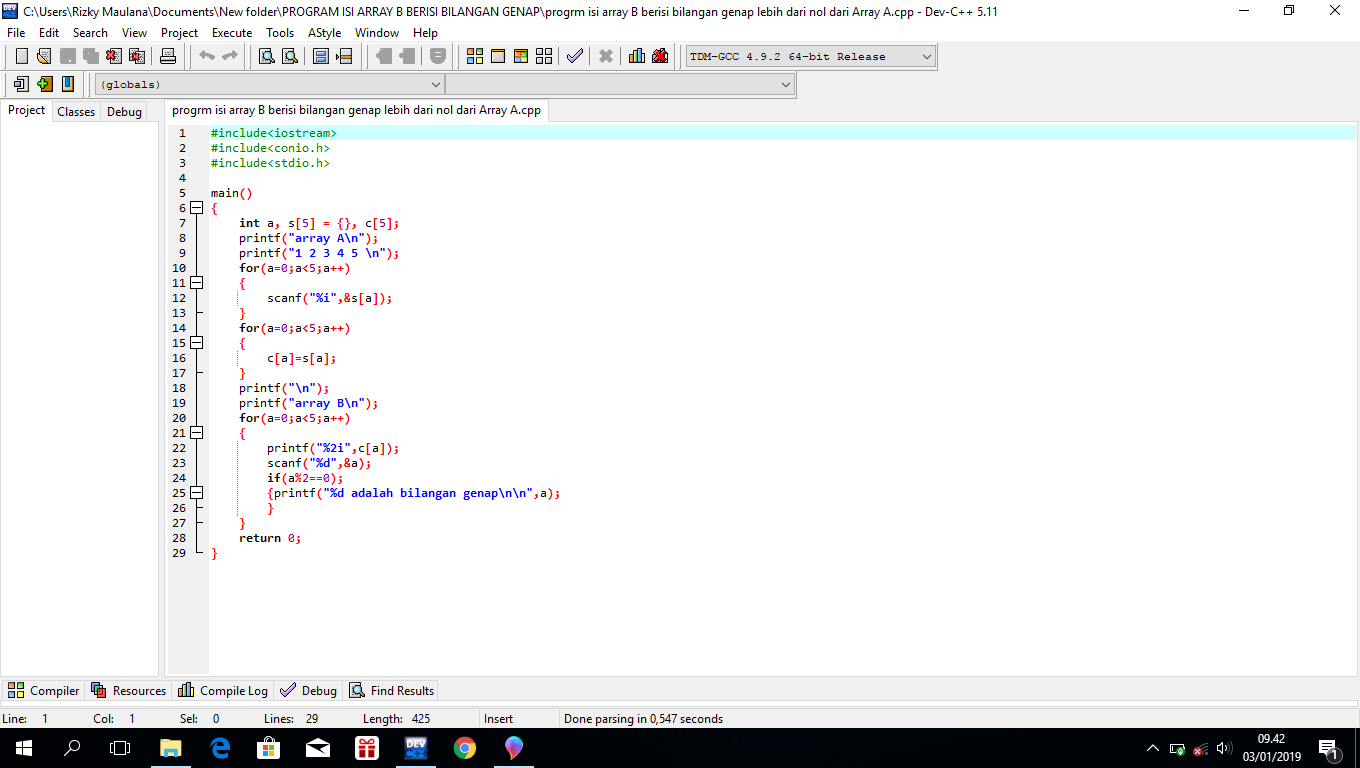 C:\Users\Rizky Maulana\Documents\New folder\PROGRAM ISI ARRAY B BERISI BILANGAN GENAP\progrm isi array B berisi bilangan genap lebih dari nol dari Array A.cpp - Dev-C++ 5.11
File Edit Search View Project Execute Tools AStyle Window Help
TDM-GCC 4.9.2 64-bit Release
(globals)
Project Classes Debug
progrm isi array B berisi bilangan genap lebih dari nol dari Array A.cpp
1 #include<iostream>
2 #include<conio.h>
3 #include<stdio.h>
4
5 main()
6 {
7 int a, s[5] = {}, c[5];
8 printf("array A\n");
9 printf("1 2 3 4 5 \n");
10 for(a=0;a<5;a++)
11 {
12 scanf("%i",&s[a]);
13 }
14 for(a=0;a<5;a++)
15 {
16 c[a]=s[a];
17 }
18 printf("\n");
19 printf("array B\n");
20 for(a=0;a<5;a++)
21 {
22 printf("%2i",c[a]);
23 scanf("%d",&a);
24 if(a%2==0);
25 {printf("%d adalah bilangan genap\n\n",a);
26 }
27 }
28 return 0;
29 }
Compiler Resources Compile Log Debug Find Results
Line: 1 Col: 1 Sel: 0 Lines: 29 Length: 425 Insert Done parsing in 0,547 seconds
DEV
09.42
03/01/2019
1